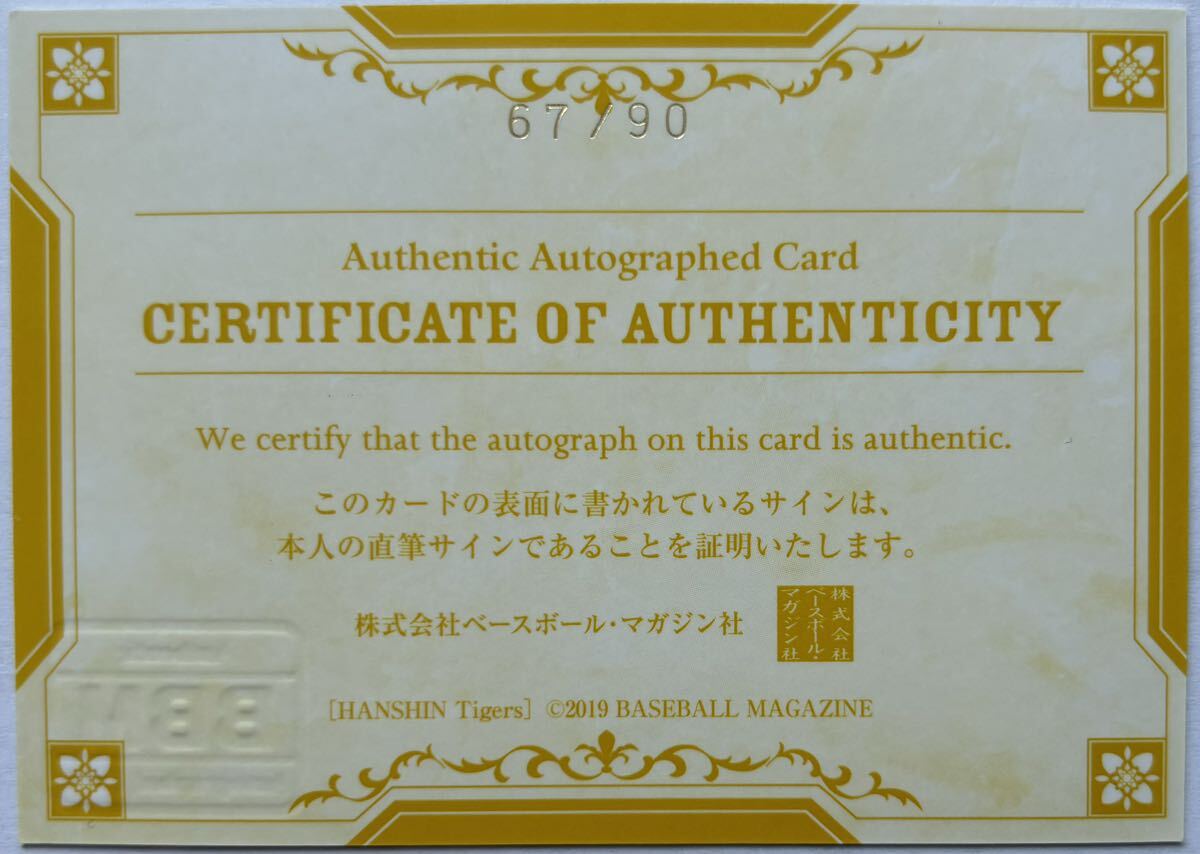 67/90
Authentic Autographed Card
CERTIFICATE OF AUTHENTICITY
We certify that the autograph on this card is authentic.
このカードの表面に書かれているサインは、
本人の直筆サインであることを証明いたします。
株式会社ベースボール・マガジン社
株式会社
ベースボール・
マガジン社
[HANSHIN Tigers] ©2019 BASEBALL MAGAZINE